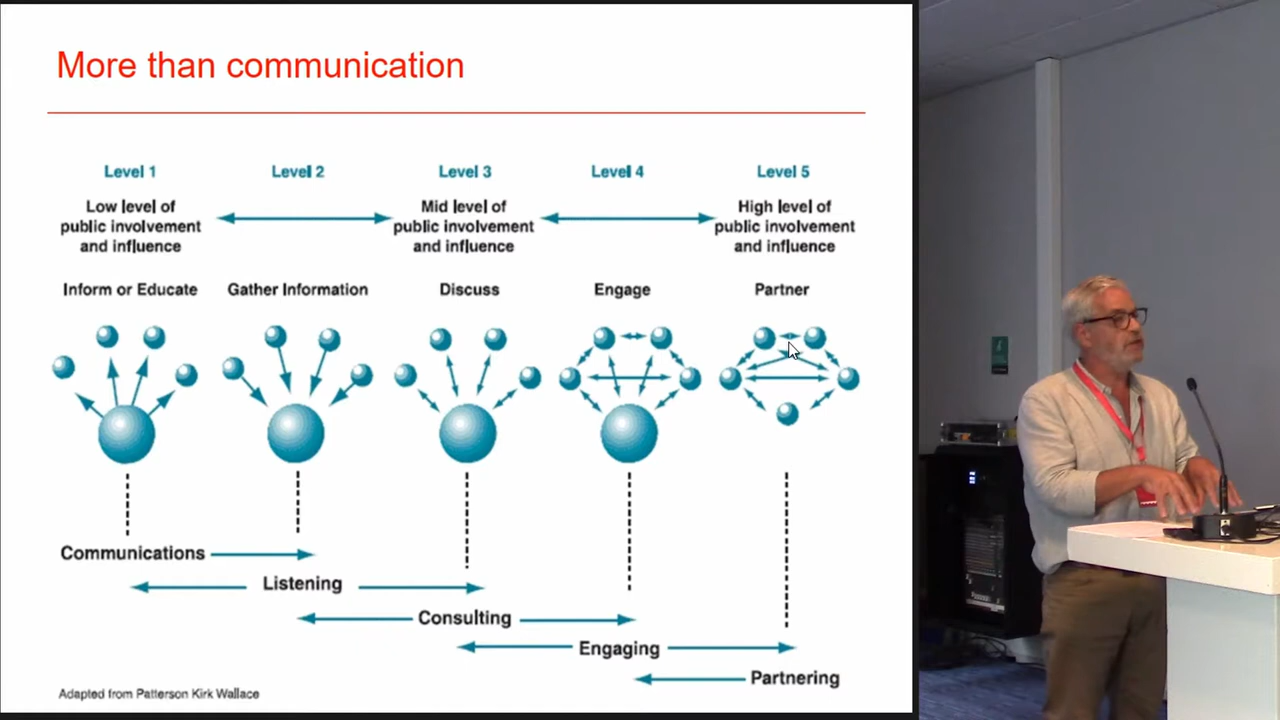 More than communication
Level 1
Level 2
Level 3
Level 4
Level 5
Low level of
public involvement
and influence
Mid level of
public involvement
and influence
High level of
public involvement
and influence
Inform or Educate
Gather Information
Discuss
Engage
Partner
Communications
Listening
Consulting
Engaging
Partnering
Adapted from Patterson Kirk Wallace